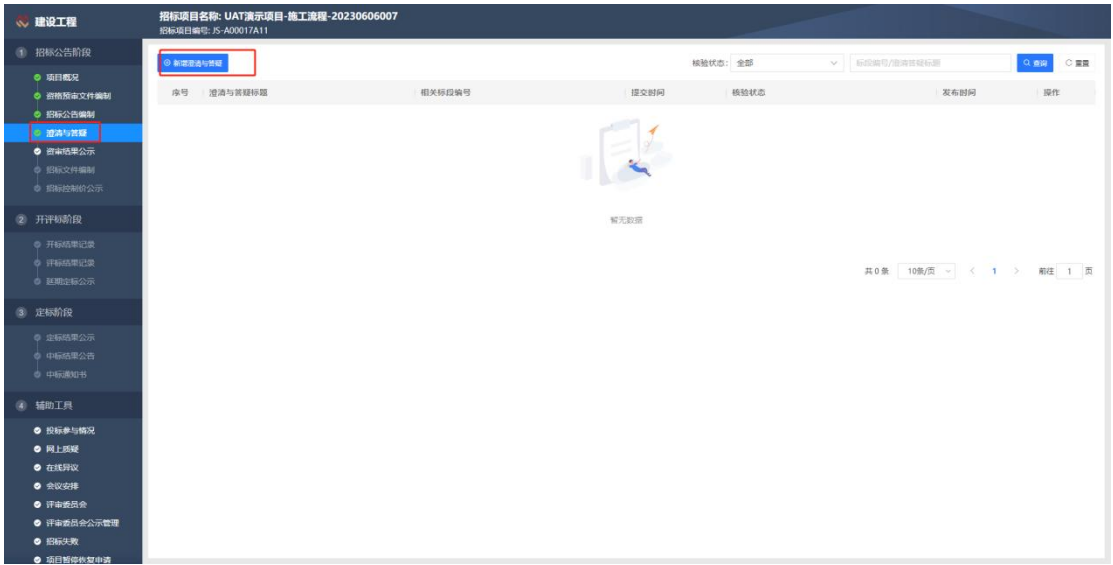 建设工程
招标项目名称: UAT演示项目-施工流程-20230606007
招标项目编号: JS-A00017A11
1 招标公告阶段
项目概况
资格预审文件编制
招标公告编制
澄清与答疑
资审结果公示
招标文件编制
招标控制价公示
2 开评标阶段
开标结果记录
评标结果记录
延期定标公示
3 定标阶段
定标结果公示
中标结果公告
中标通知书
4 辅助工具
投标参与情况
网上质疑
在线异议
会议安排
评审委员会
评审委员会公示管理
招标失败
项目暂停恢复申请
新增澄清与答疑
核验状态: 全部
标段编号/澄清答疑标题
查询
重置
序号 澄清与答疑标题 相关标段编号 提交时间 核验状态 发布时间 操作
暂无数据
共 0 条 10条/页 1 前往 1 页